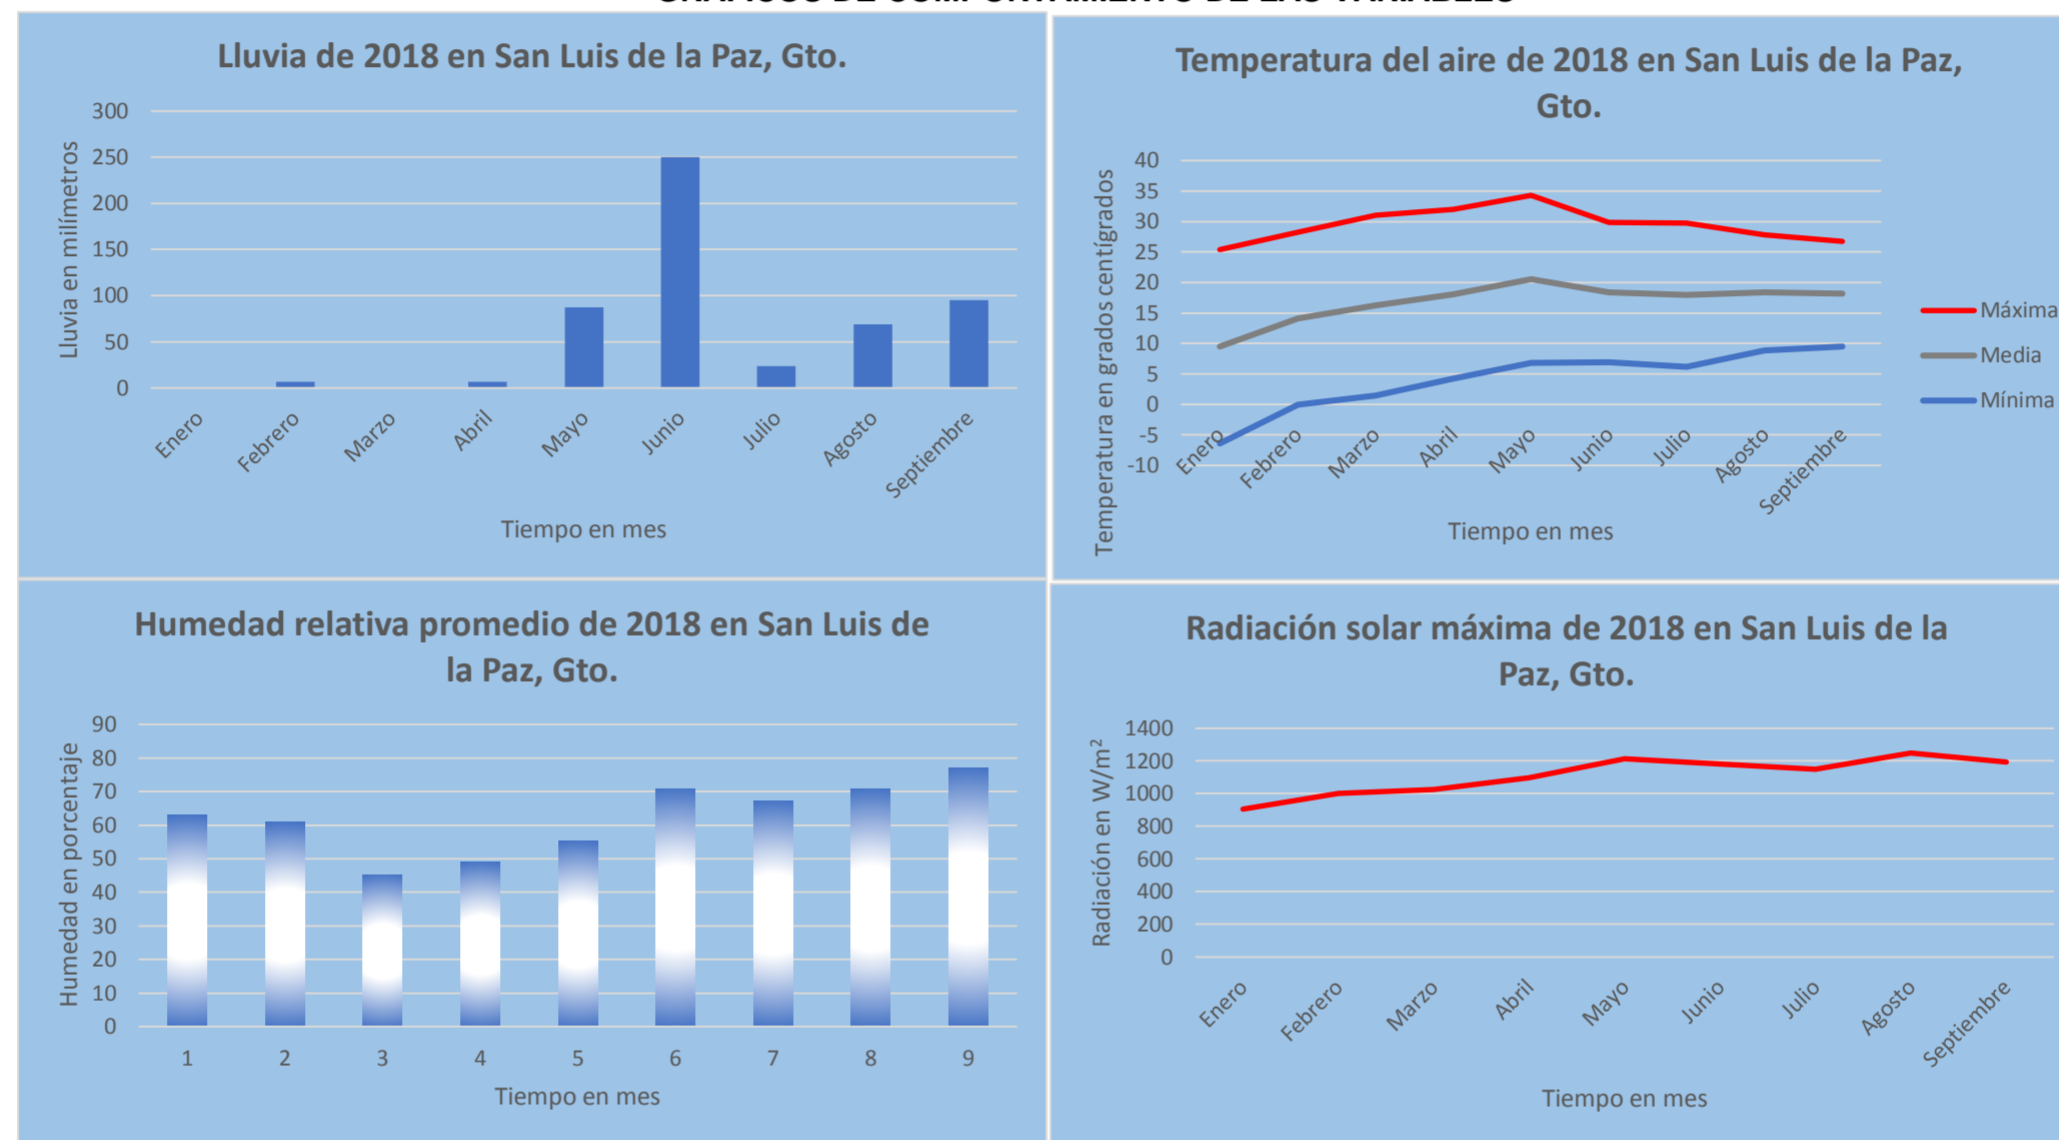 Lluvia de 2018 en San Luis de la Paz, Gto.
300
250
200
150
100
50
0
Lluvia en milímetros
Enero
Febrero
Marzo
Abril
Mayo
Junio
Julio
Agosto
Septiembre
Tiempo en mes
Temperatura del aire de 2018 en San Luis de la Paz,
Gto.
40
35
30
25
20
15
10
5
0
-5
-10
Temperatura en grados centígrados
Enero
Febrero
Marzo
Abril
Mayo
Junio
Julio
Agosto
Septiembre
Tiempo en mes
Máxima
Media
Mínima
Humedad relativa promedio de 2018 en San Luis de
la Paz, Gto.
90
80
70
60
50
40
30
20
10
0
Humedad en porcentaje
1 2 3 4 5 6 7 8 9
Tiempo en mes
Radiación solar máxima de 2018 en San Luis de la
Paz, Gto.
1400
1200
1000
800
600
400
200
0
Radiación en W/m²
Enero
Febrero
Marzo
Abril
Mayo
Junio
Julio
Agosto
Septiembre
Tiempo en mes